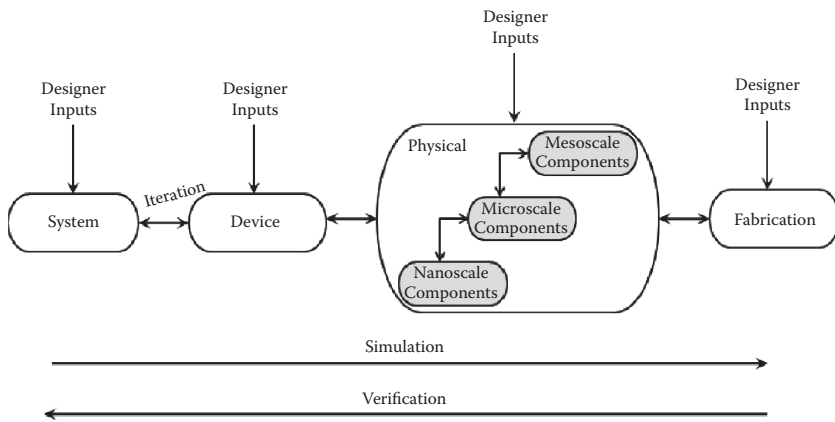 Designer
Inputs
Designer
Inputs
Designer
Inputs
Designer
Inputs
Physical
Mesoscale
Components
Iteration
System
Device
Microscale
Components
Fabrication
Nanoscale
Components
Simulation
Verification